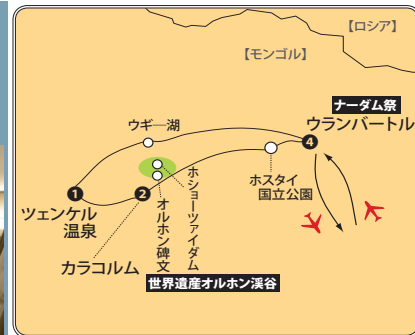 【ロシア】
【モンゴル】
ナーダム祭
ウランバートル
ウギー湖
4
1
2
ツェンケル
温泉
ホショーツァイダム
オルホン碑文
ホスタイ
国立公園
カラコルム
世界遺産オルホン渓谷